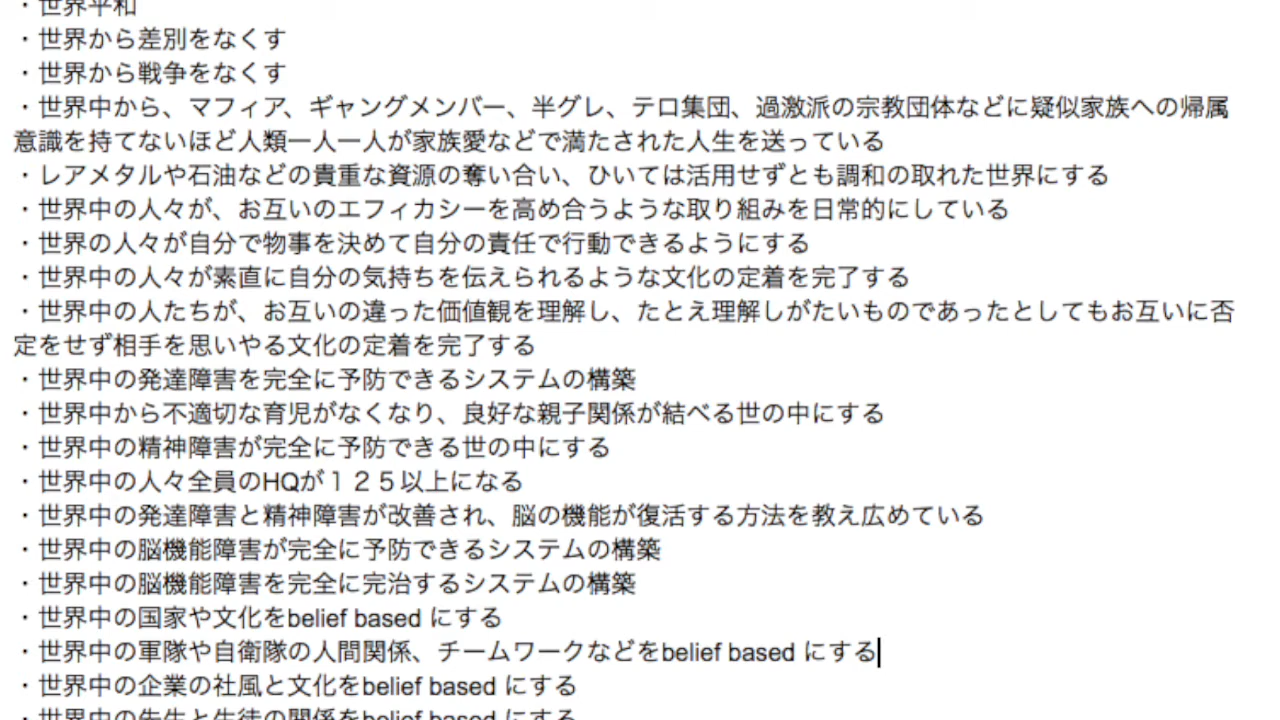 ・世界平和
・世界から差別をなくす
・世界から戦争をなくす
・世界中から、マフィア、ギャングメンバー、半グレ、テロ集団、過激派の宗教団体などに疑似家族への帰属
意識を持てないほど人類一人一人が家族愛などで満たされた人生を送っている
・レアメタルや石油などの貴重な資源の奪い合い、ひいては活用せずとも調和の取れた世界にする
・世界中の人々が、お互いのエフィカシーを高め合うような取り組みを日常的にしている
・世界の人々が自分で物事を決めて自分の責任で行動できるようにする
・世界中の人々が素直に自分の気持ちを伝えられるような文化の定着を完了する
・世界中の人たちが、お互いの違った価値観を理解し、たとえ理解しがたいものであったとしてもお互いに否
定をせず相手を思いやる文化の定着を完了する
・世界中の発達障害を完全に予防できるシステムの構築
・世界中から不適切な育児がなくなり、良好な親子関係が結べる世の中にする
・世界中の精神障害が完全に予防できる世の中にする
・世界中の人々全員のHQが１２５以上になる
・世界中の発達障害と精神障害が改善され、脳の機能が復活する方法を教え広めている
・世界中の脳機能障害が完全に予防できるシステムの構築
・世界中の脳機能障害を完全に完治するシステムの構築
・世界中の国家や文化をbelief based にする
・世界中の軍隊や自衛隊の人間関係、チームワークなどをbelief based にする
・世界中の企業の社風と文化をbelief based にする
・世界中の先生と生徒の関係をbelief based にする